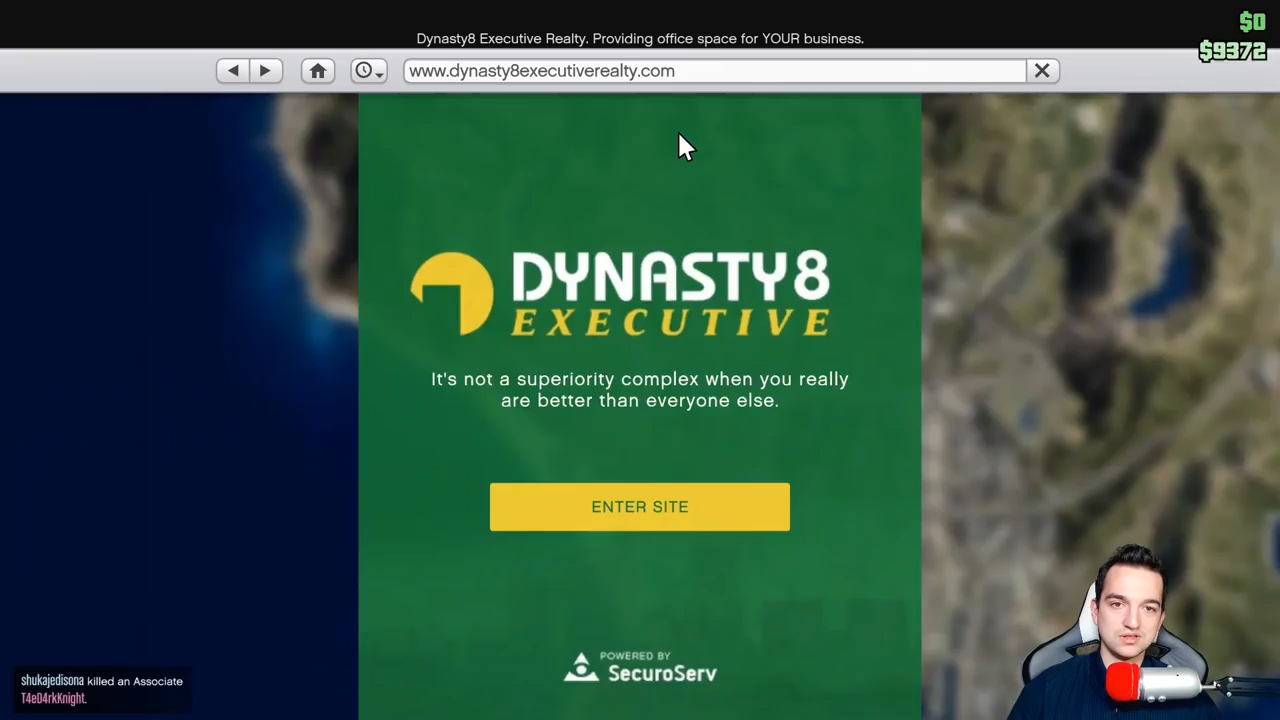 $0
Dynasty8 Executive Realty. Providing office space for YOUR business.
$9372
www.dynasty8executiverealty.com
DYNASTY8
EXECUTIVE
It's not a superiority complex when you really
are better than everyone else.
ENTER SITE
POWERED BY
SecuroServ
shukajedisona killed an Associate
T4eD4rkKnight.